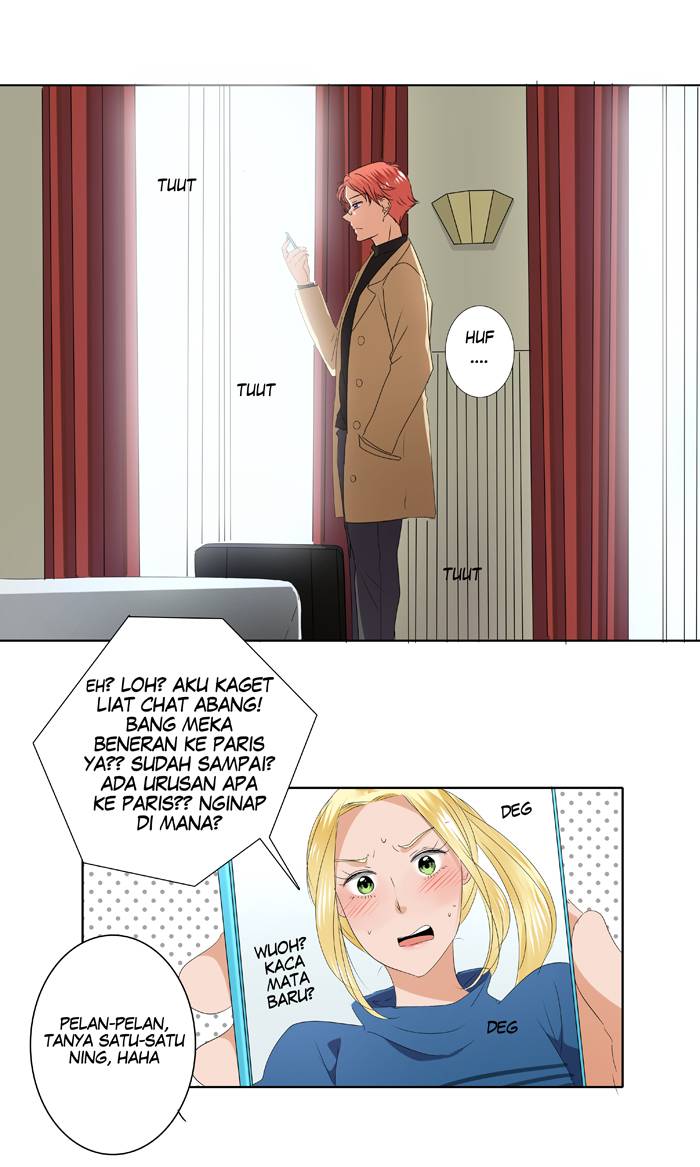 TUUT
TUUT
HUF
....
TUUT
EH? LOH? AKU KAGET
LIAT CHAT ABANG!
BANG MEKA
BENERAN KE PARIS
YA?? SUDAH SAMPAI?
ADA URUSAN APA
KE PARIS?? NGINAP
DI MANA?
DEG
DEG
WUOH?
KACA
MATA
BARU?
DEG
PELAN-PELAN,
TANYA SATU-SATU
NING, HAHA